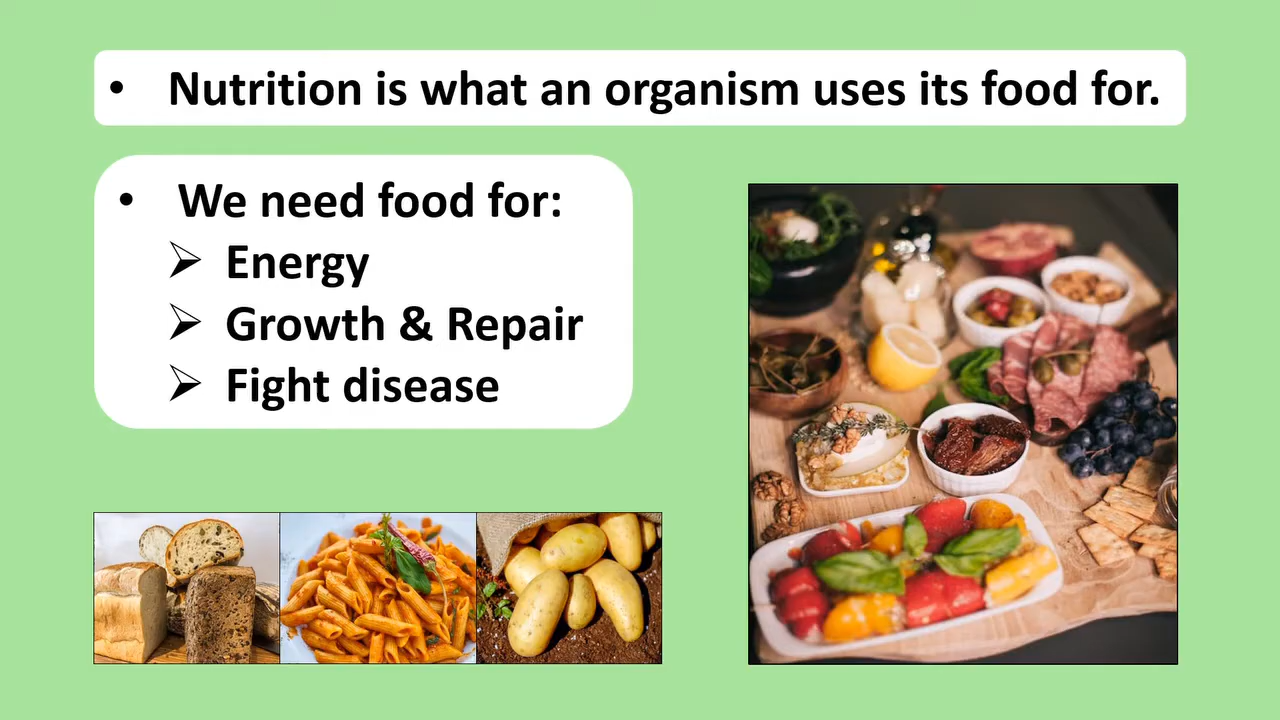 • Nutrition is what an organism uses its food for.
• We need food for:
➢ Energy
➢ Growth & Repair
➢ Fight disease